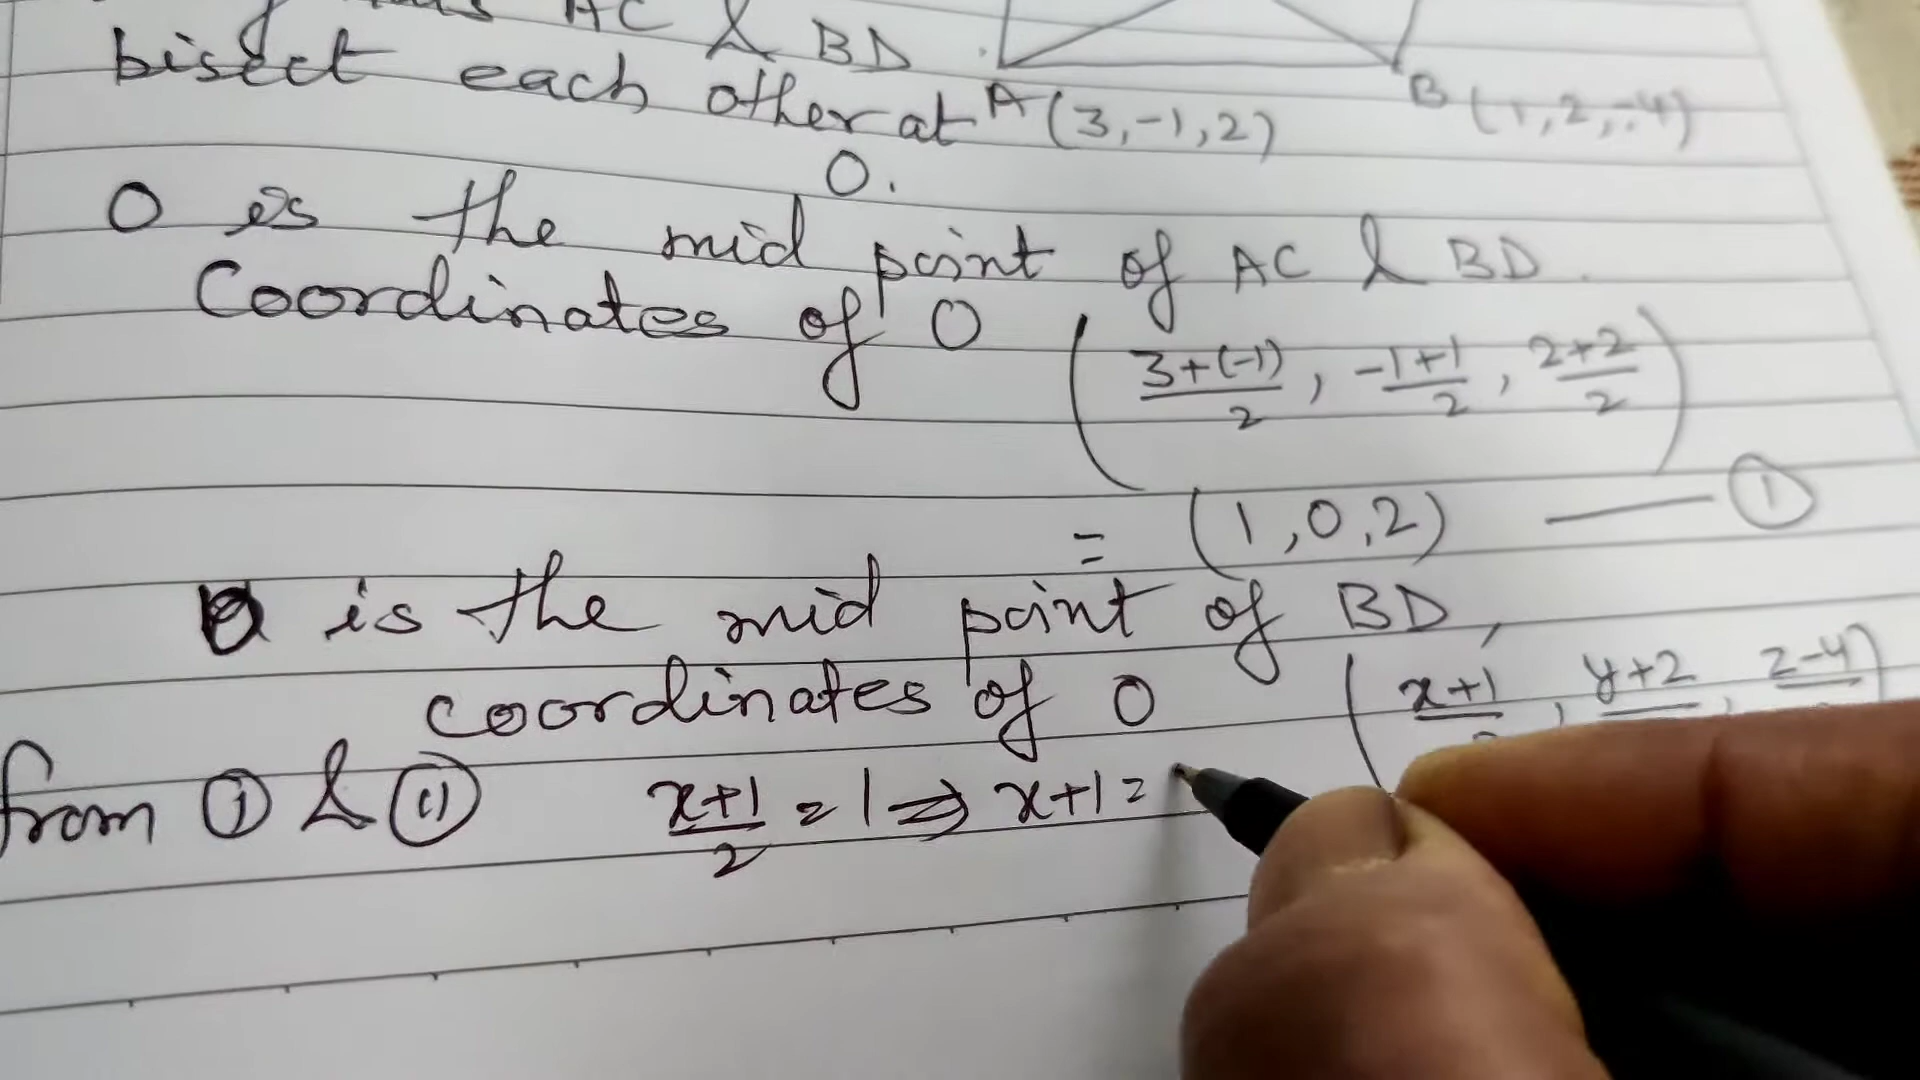 AC & BD
bisect each other at
O.
A (3,-1,2)
B (1,2,-4)
O is the mid point of AC & BD.
Coordinates of O (3+(-1)/2, -1+1/2, 2+2/2)
= (1,0,2) — ①
O is the mid point of BD,
coordinates of O (x+1, y+2, z-4)
from ① & ⑪ x+1/2 = 1 ⇒ x+1 =